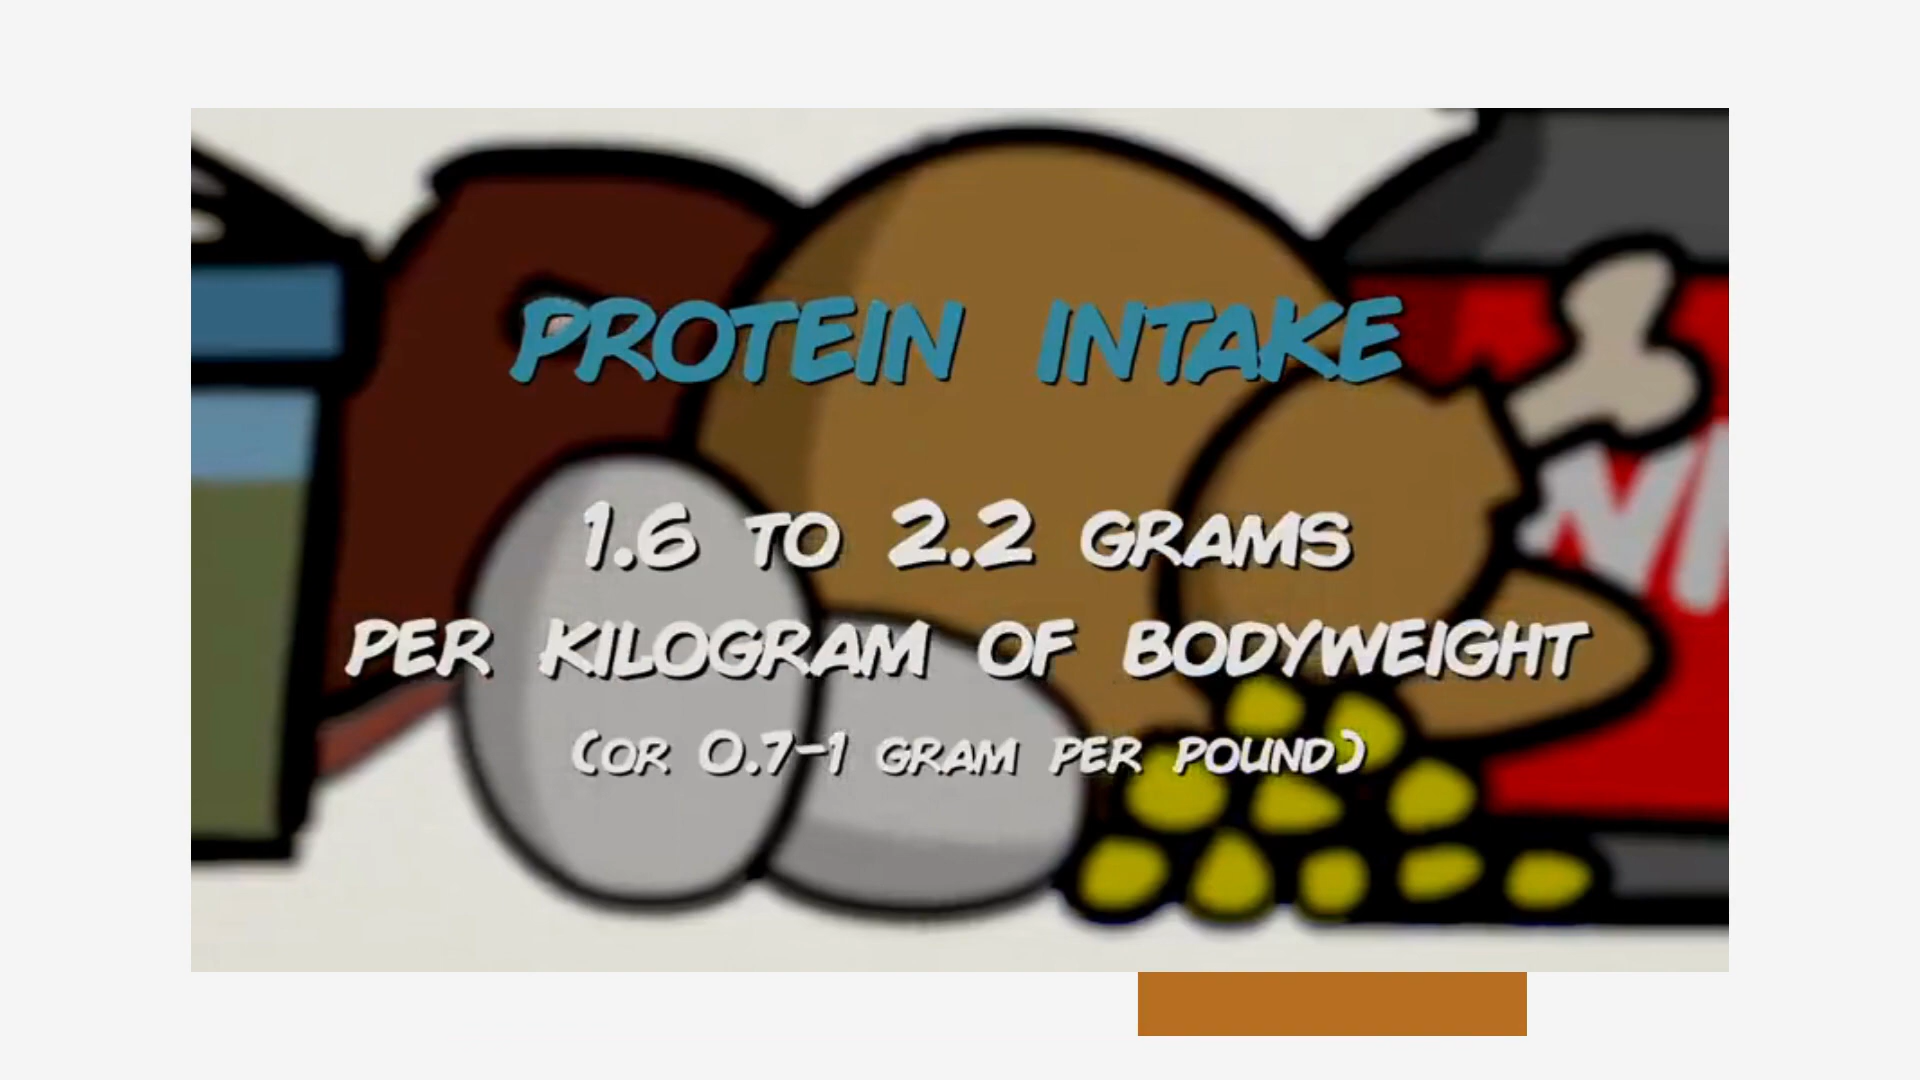 PROTEIN INTAKE
1.6 TO 2.2 GRAMS
PER KILOGRAM OF BODYWEIGHT
(OR 0.7-1 GRAM PER POUND)